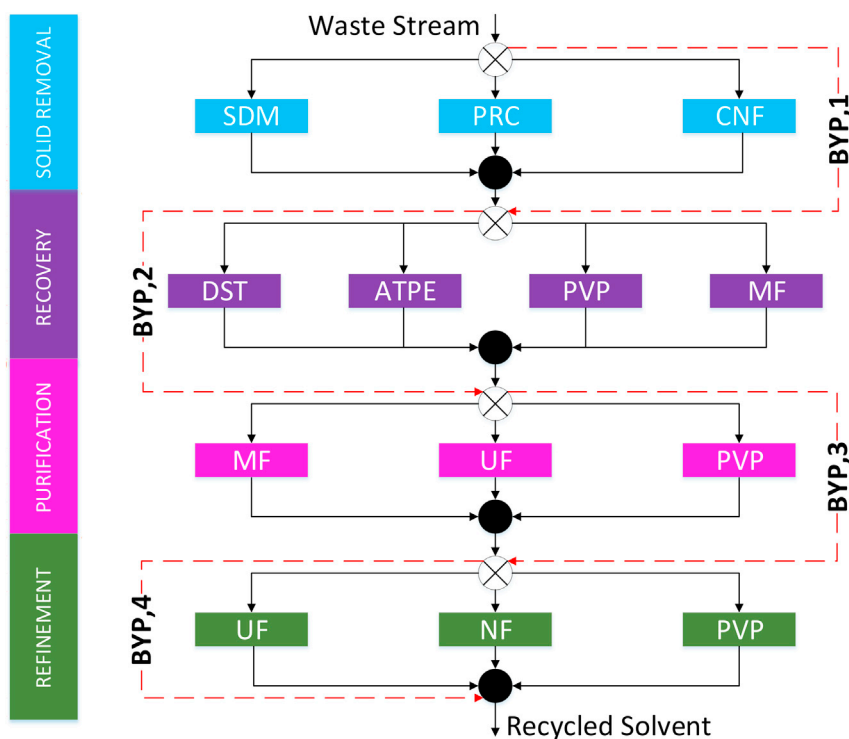 Waste Stream
SOLID REMOVAL
SDM
PRC
CNF
BYP,1
RECOVERY
BYP,2
DST
ATPE
PVP
MF
PURIFICATION
MF
UF
PVP
BYP,3
REFINEMENT
BYP,4
UF
NF
PVP
Recycled Solvent